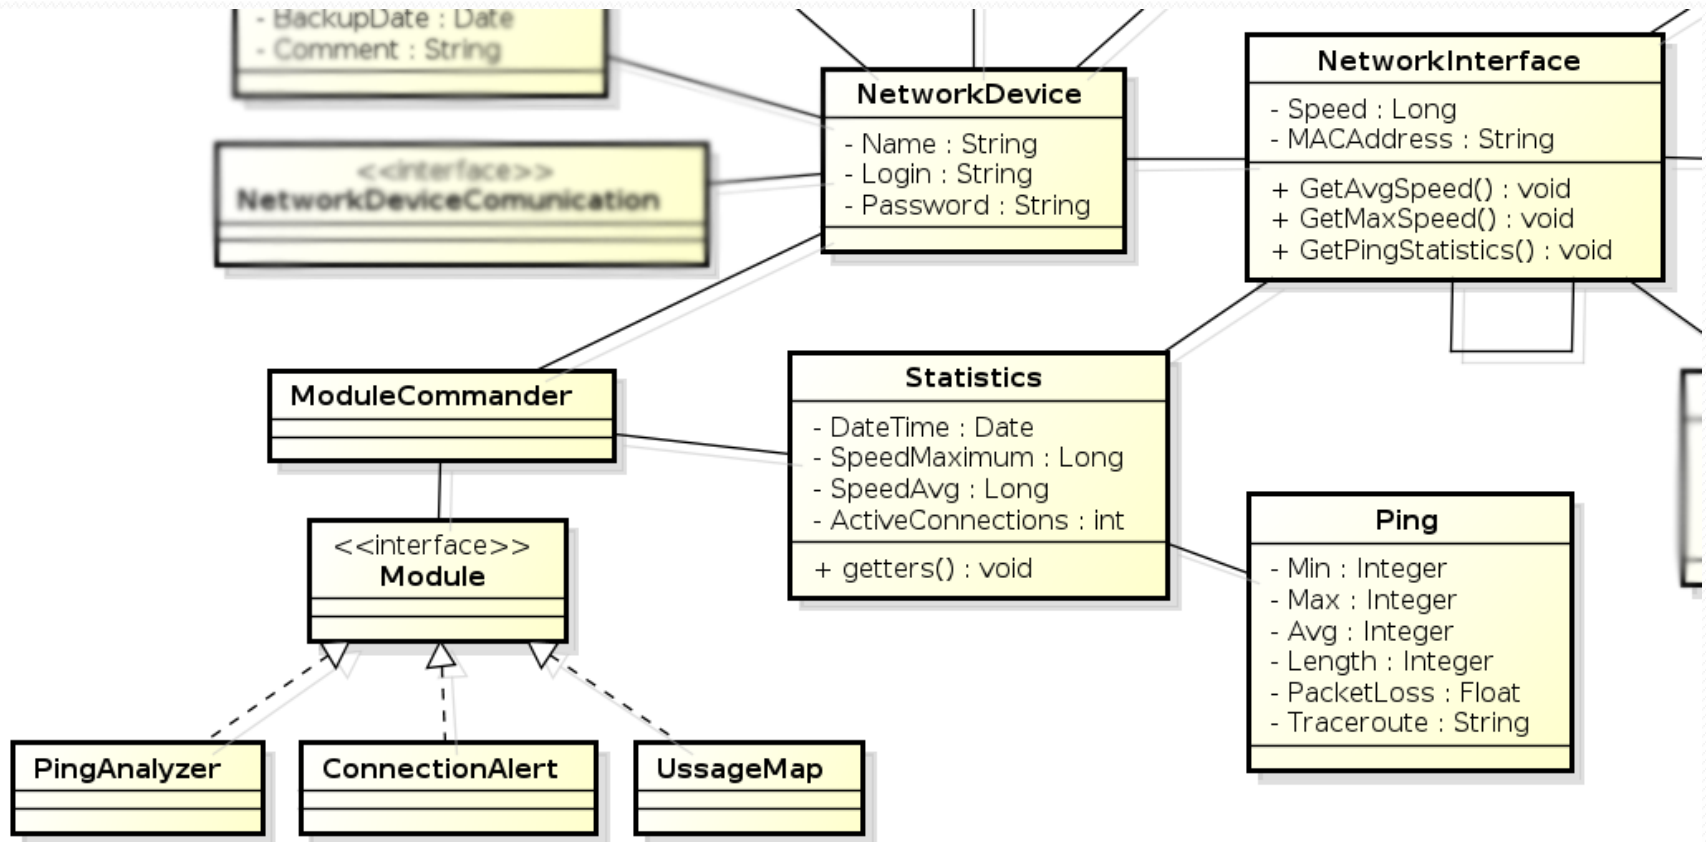 - BackupDate : Date
- Comment : String
<<interface>>
NetworkDeviceComunication
NetworkDevice
- Name : String
- Login : String
- Password : String
NetworkInterface
- Speed : Long
- MACAddress : String
+ GetAvgSpeed() : void
+ GetMaxSpeed() : void
+ GetPingStatistics() : void
ModuleCommander
Statistics
- DateTime : Date
- SpeedMaximum : Long
- SpeedAvg : Long
- ActiveConnections : int
+ getters() : void
<<interface>>
Module
Ping
- Min : Integer
- Max : Integer
- Avg : Integer
- Length : Integer
- PacketLoss : Float
- Traceroute : String
PingAnalyzer
ConnectionAlert
UssageMap